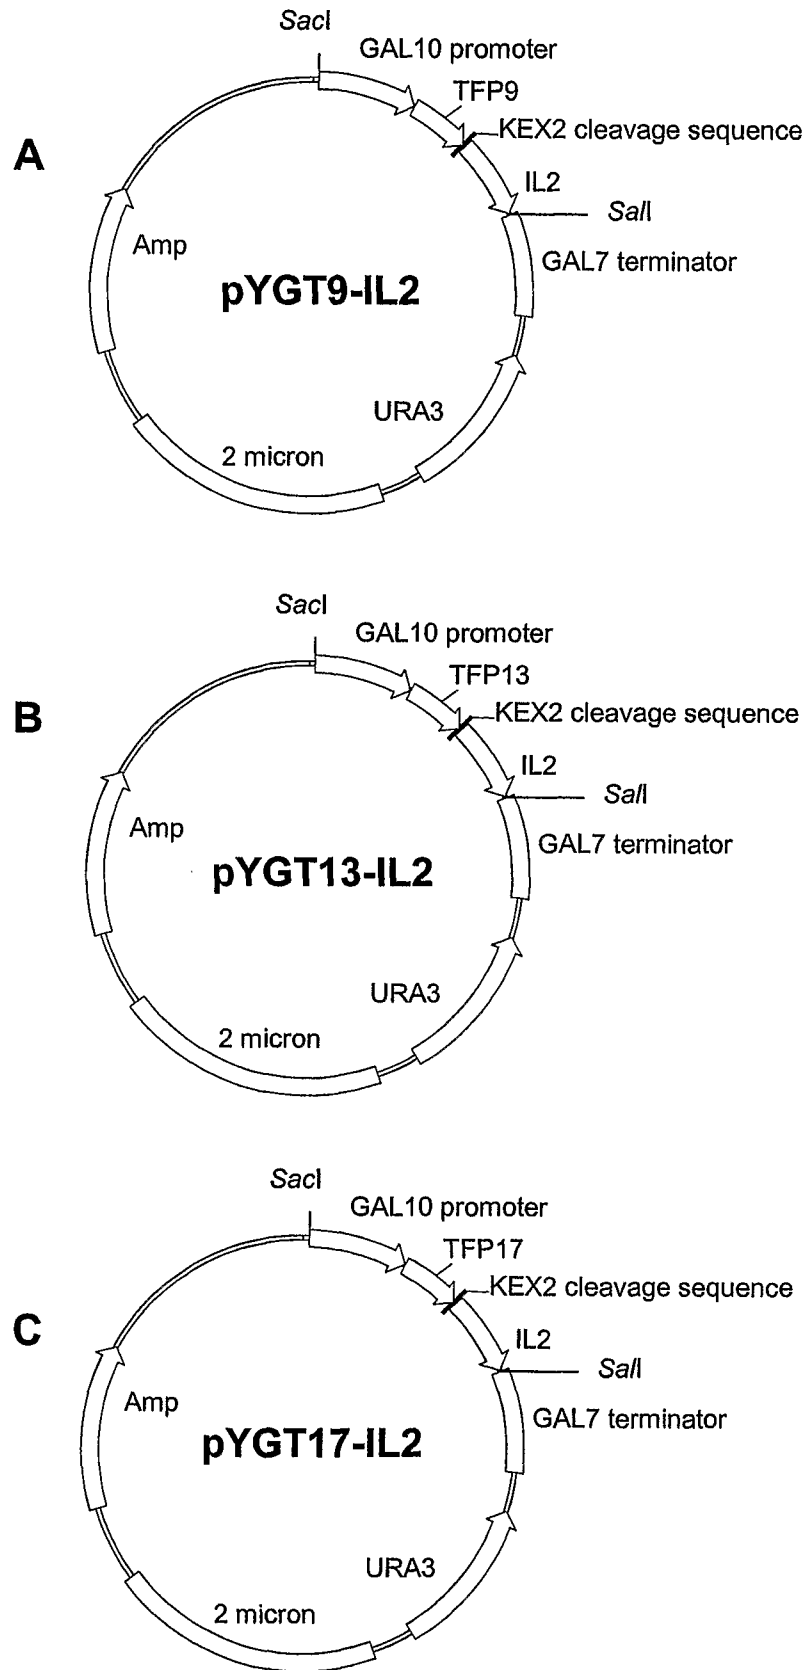 SacI
GAL10 promoter
TFP9
KEX2 cleavage sequence
A
IL2
SalI
Amp
GAL7 terminator
pYGT9-IL2
URA3
2 micron
SacI
GAL10 promoter
TFP13
KEX2 cleavage sequence
B
IL2
SalI
Amp
GAL7 terminator
pYGT13-IL2
URA3
2 micron
SacI
GAL10 promoter
TFP17
KEX2 cleavage sequence
C
IL2
SalI
Amp
GAL7 terminator
pYGT17-IL2
URA3
2 micron